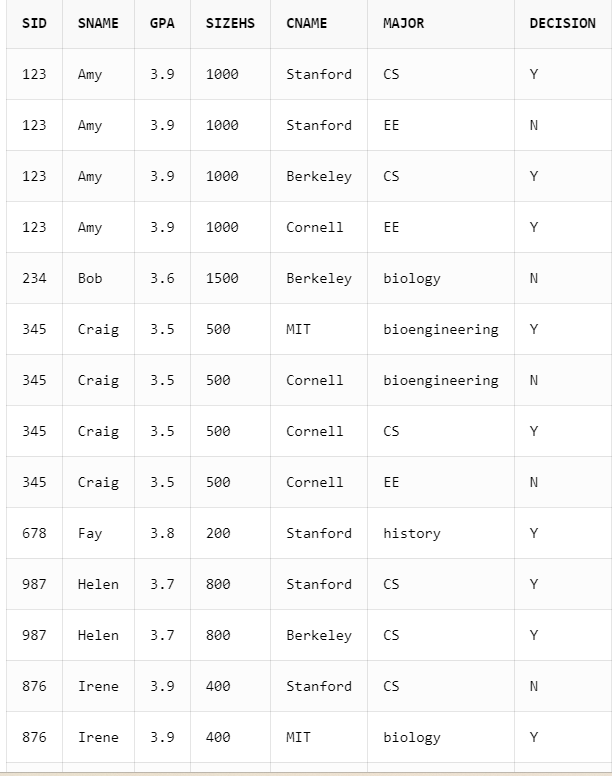 SID SNAME GPA SIZEHS CNAME MAJOR DECISION
123 Amy 3.9 1000 Stanford CS Y
123 Amy 3.9 1000 Stanford EE N
123 Amy 3.9 1000 Berkeley CS Y
123 Amy 3.9 1000 Cornell EE Y
234 Bob 3.6 1500 Berkeley biology N
345 Craig 3.5 500 MIT bioengineering Y
345 Craig 3.5 500 Cornell bioengineering N
345 Craig 3.5 500 Cornell CS Y
345 Craig 3.5 500 Cornell EE N
678 Fay 3.8 200 Stanford history Y
987 Helen 3.7 800 Stanford CS Y
987 Helen 3.7 800 Berkeley CS Y
876 Irene 3.9 400 Stanford CS N
876 Irene 3.9 400 MIT biology Y